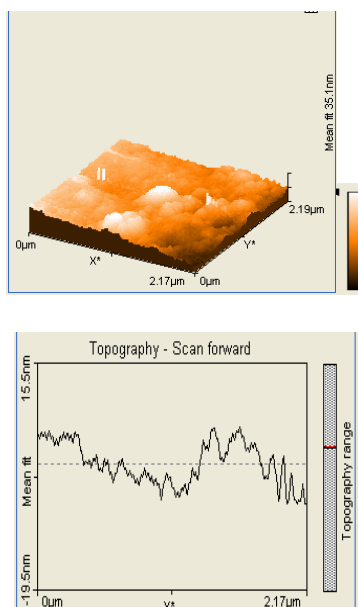 Mean fit 35.1nm
2.19µm
0µm
Y*
X*
2.17µm
0µm
Topography - Scan forward
15.5nm
Mean fit
-19.5nm
Topography range
0µm
Y*
2.17µm